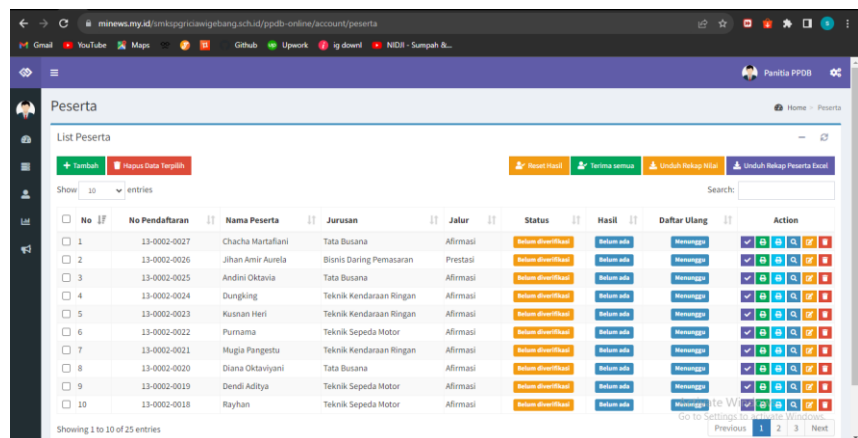 minews.my.id/smkspgriciawigebang.sch.id/ppdb-online/account/peserta
Gmail YouTube Maps Github Upwork ig downl NIDJI - Sumpah &...
Panitia PPDB
Peserta
Home Peserta
List Peserta
+ Tambah Hapus Data Terpilih Reset Hasil Terima semua Unduh Rekap Nilai Unduh Rekap Peserta Excel
Show 10 entries Search:
No No Pendaftaran Nama Peserta Jurusan Jalur Status Hasil Daftar Ulang Action
1 13-0002-0027 Chacha Martafiani Tata Busana Afirmasi Belum diverifikasi Belum ada Menunggu
2 13-0002-0026 Jihan Amir Aurela Bisnis Daring Pemasaran Prestasi Belum diverifikasi Belum ada Menunggu
3 13-0002-0025 Andini Oktavia Tata Busana Afirmasi Belum diverifikasi Belum ada Menunggu
4 13-0002-0024 Dungking Teknik Kendaraan Ringan Afirmasi Belum diverifikasi Belum ada Menunggu
5 13-0002-0023 Kusnan Heri Teknik Kendaraan Ringan Afirmasi Belum diverifikasi Belum ada Menunggu
6 13-0002-0022 Purnama Teknik Sepeda Motor Afirmasi Belum diverifikasi Belum ada Menunggu
7 13-0002-0021 Mugia Pangestu Teknik Kendaraan Ringan Afirmasi Belum diverifikasi Belum ada Menunggu
8 13-0002-0020 Diana Oktaviyani Tata Busana Afirmasi Belum diverifikasi Belum ada Menunggu
9 13-0002-0019 Dendi Aditya Teknik Sepeda Motor Afirmasi Belum diverifikasi Belum ada Menunggu
10 13-0002-0018 Rayhan Teknik Sepeda Motor Afirmasi Belum diverifikasi Belum ada Menunggu
Go to Settings to activate Windows.
Showing 1 to 10 of 25 entries Previous 1 2 3 Next